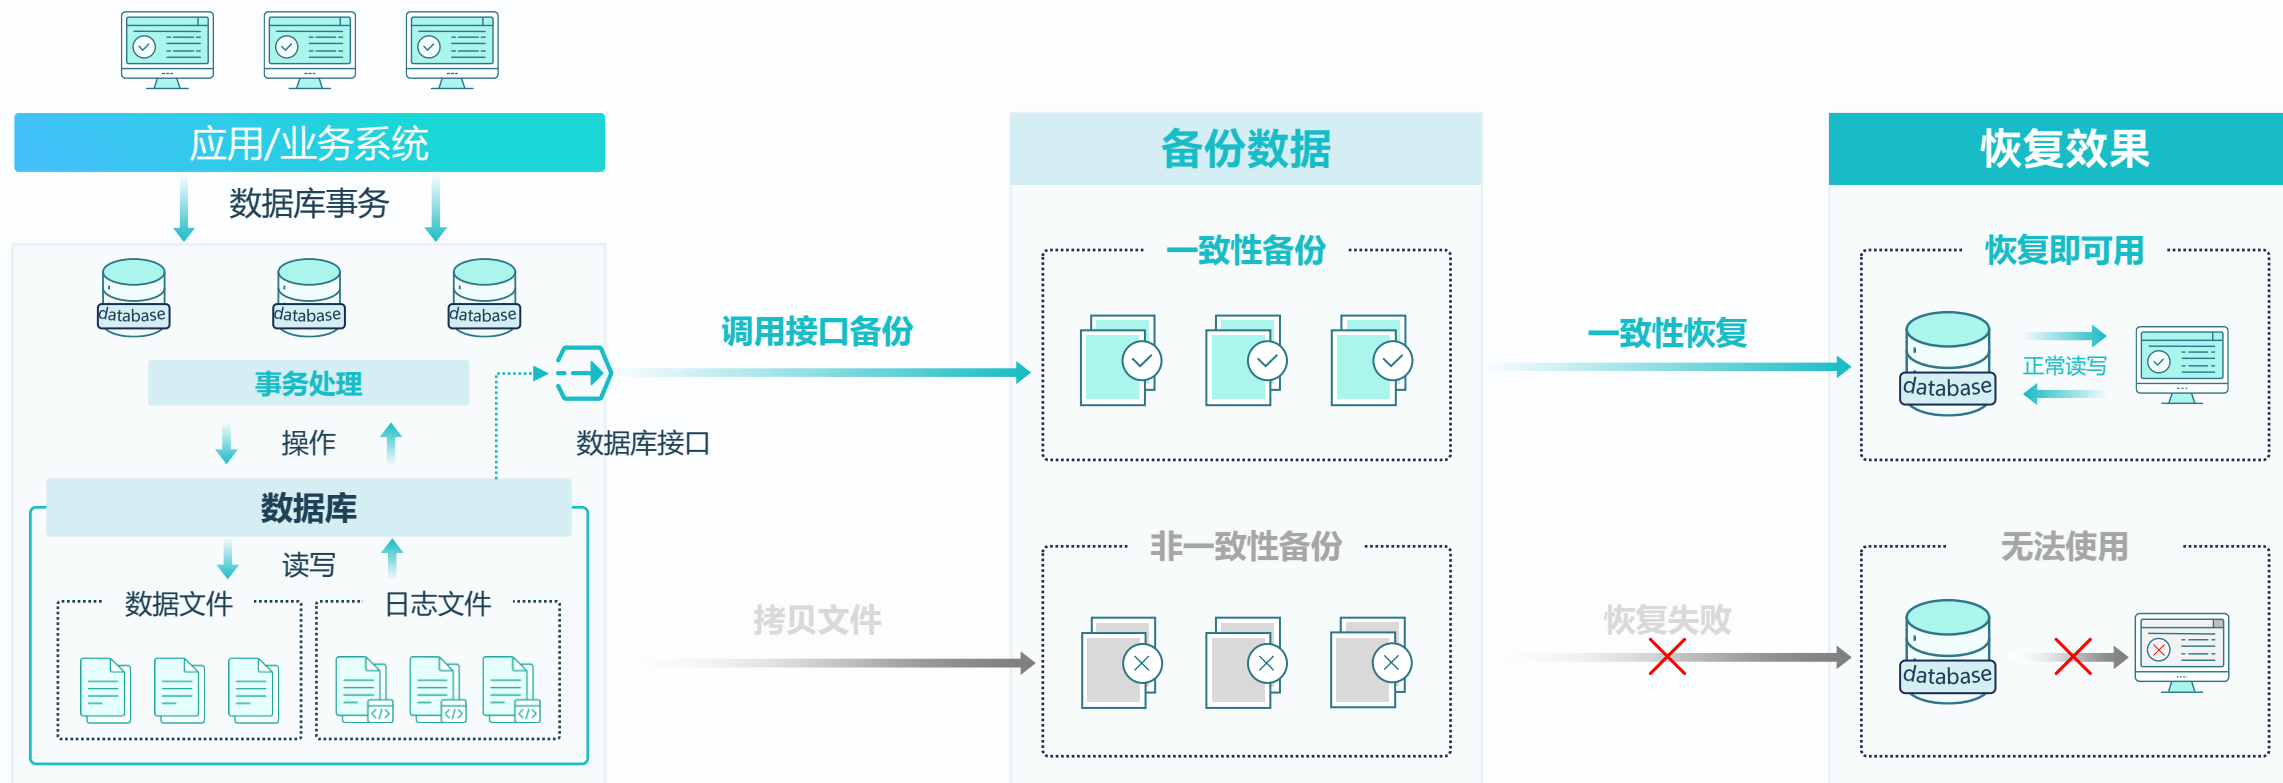 应用/业务系统
数据库事务
database
database
database
事务处理
操作
数据库接口
数据库
读写
数据文件
日志文件
调用接口备份
拷贝文件
备份数据
一致性备份
非一致性备份
一致性恢复
恢复失败
恢复效果
恢复即可用
database
正常读写
无法使用
database